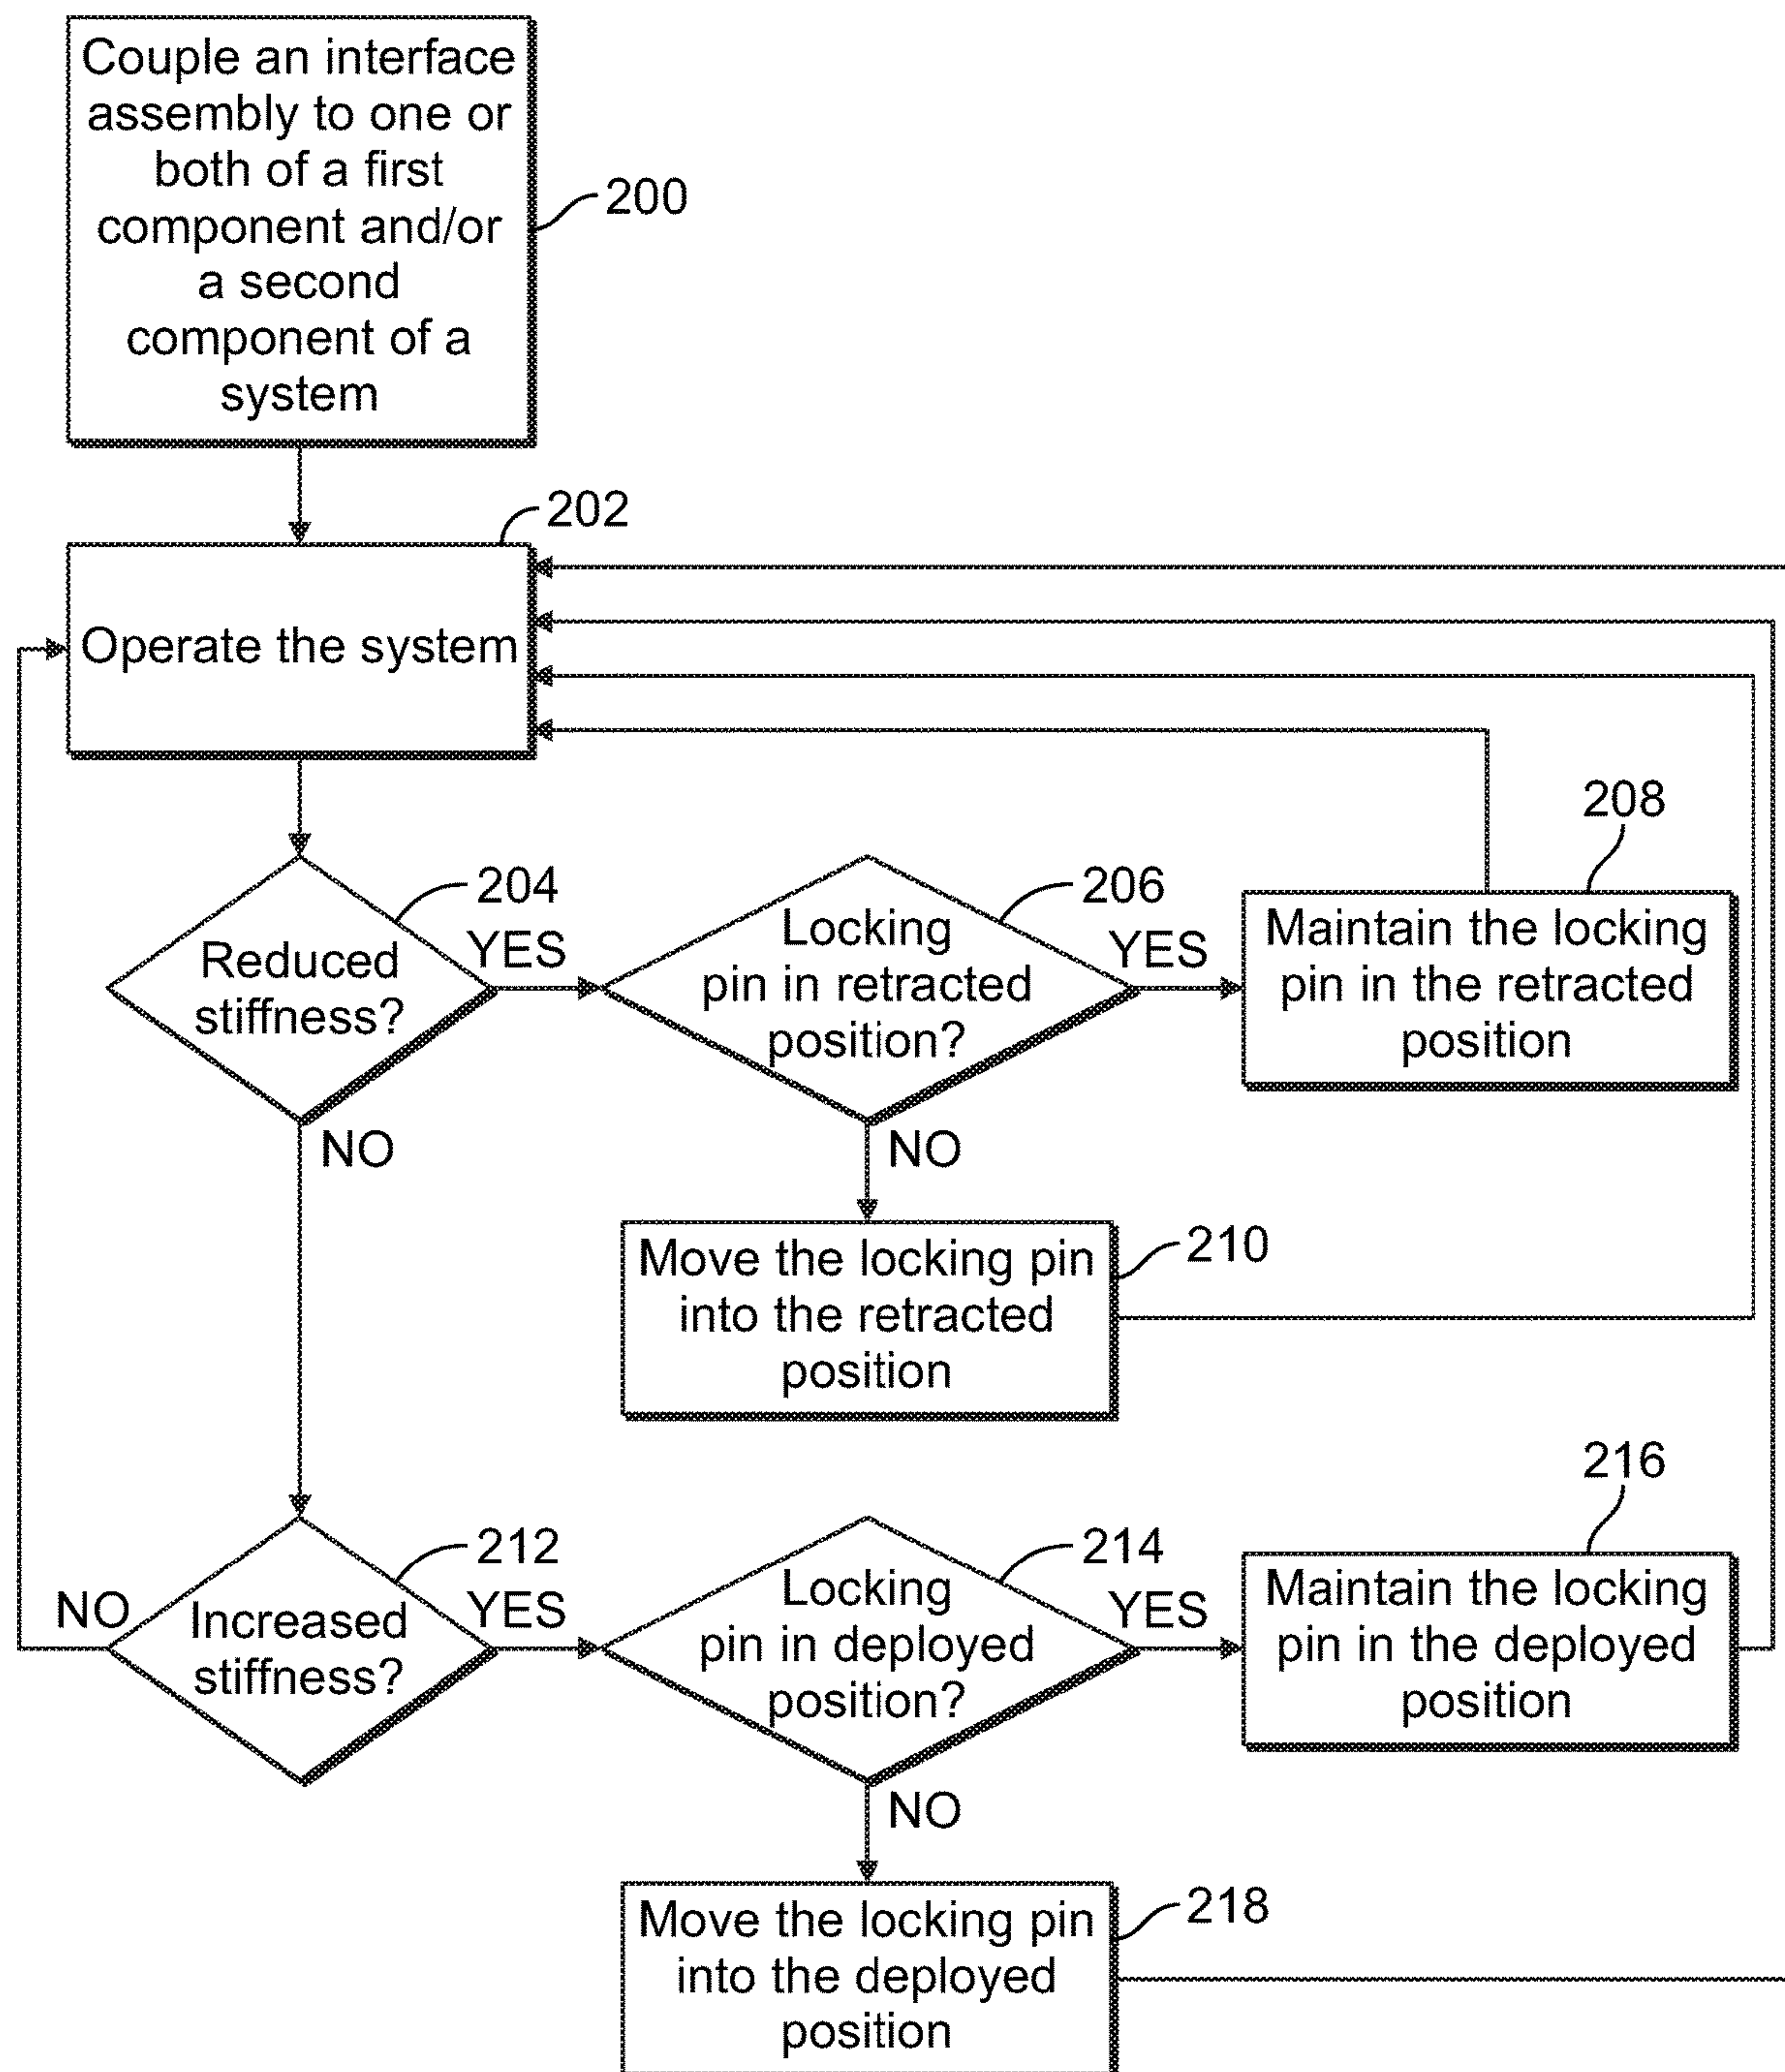 Couple an interface
assembly to one or
both of a first
component and/or
a second
component of a
system
200
202
Operate the system
204
Reduced
stiffness?
YES
NO
206
Locking
pin in retracted
position?
YES
NO
208
Maintain the locking
pin in the retracted
position
210
Move the locking pin
into the retracted
position
212
Increased
stiffness?
NO
YES
214
Locking
pin in deployed
position?
YES
NO
216
Maintain the locking
pin in the deployed
position
218
Move the locking pin
into the deployed
position